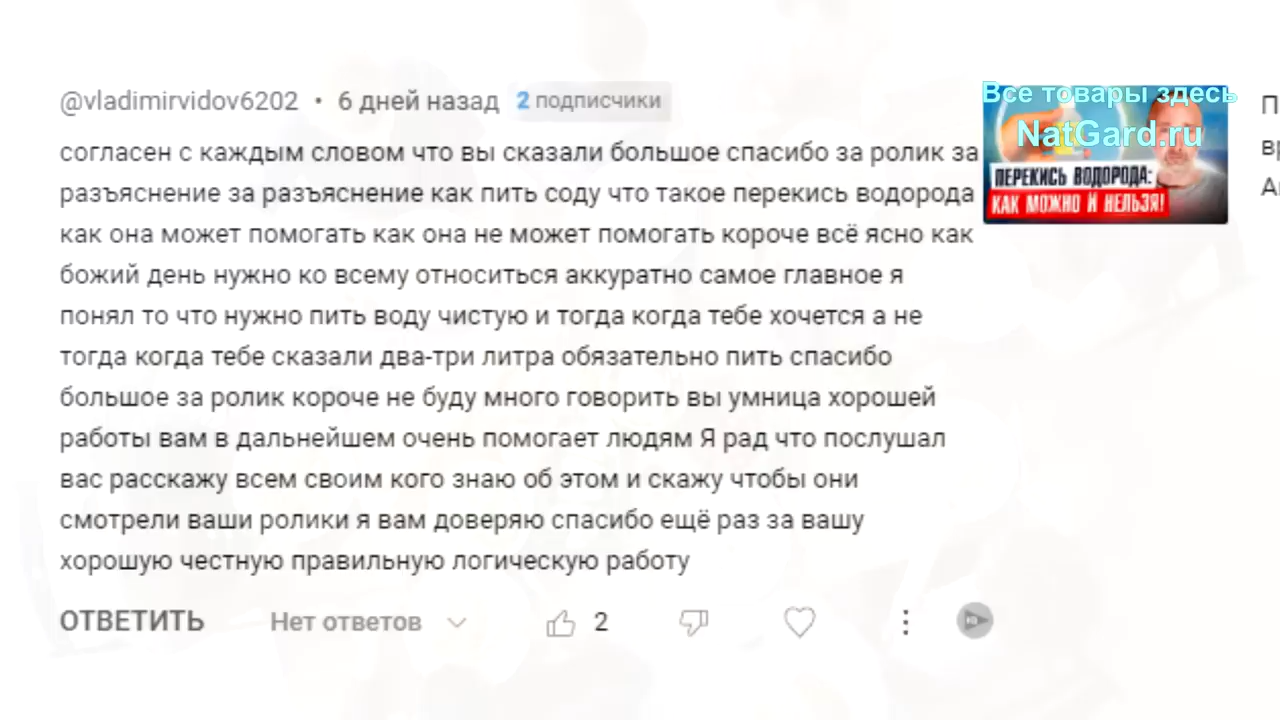 @vladimirvidov6202 • 6 дней назад 2 подписчики
согласен с каждым словом что вы сказали большое спасибо за ролик за
разъяснение за разъяснение как пить соду что такое перекись водорода
как она может помогать как она не может помогать короче всё ясно как
божий день нужно ко всему относиться аккуратно самое главное я
понял то что нужно пить воду чистую и тогда когда тебе хочется а не
тогда когда тебе сказали два-три литра обязательно пить спасибо
большое за ролик короче не буду много говорить вы умница хорошей
работы вам в дальнейшем очень помогает людям Я рад что послушал
вас расскажу всем своим кого знаю об этом и скажу чтобы они
смотрели ваши ролики я вам доверяю спасибо ещё раз за вашу
хорошую честную правильную логическую работу
ОТВЕТИТЬ Нет ответов 2
Все товары здесь
NatGard.ru
ПЕРЕКИСЬ ВОДОРОДА:
КАК МОЖНО И НЕЛЬЗЯ!